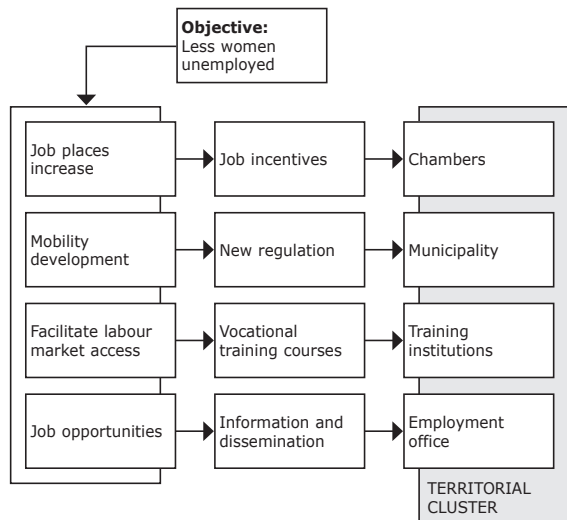 Objective:
Less women
unemployed
Job places
increase
Job incentives
Chambers
Mobility
development
New regulation
Municipality
Facilitate labour
market access
Vocational
training courses
Training
institutions
Job opportunities
Information and
dissemination
Employment
office
TERRITORIAL
CLUSTER